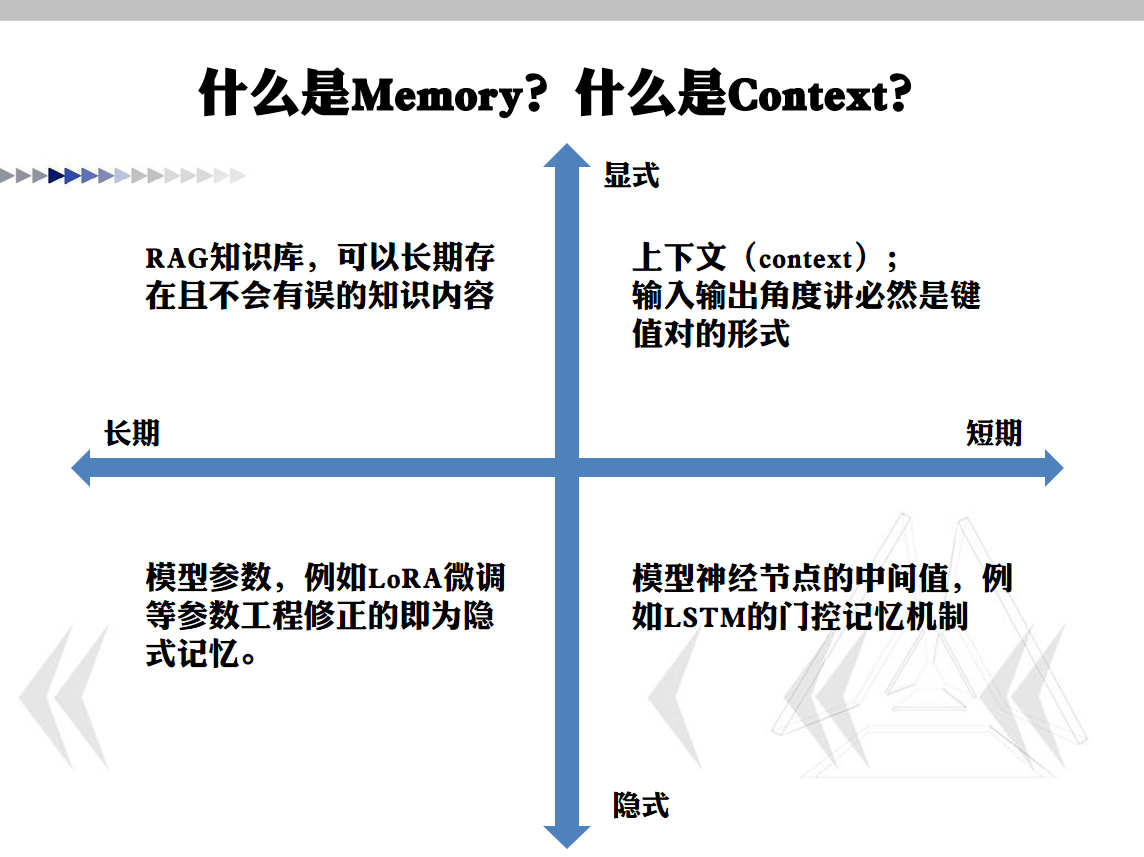 什么是Memory？什么是Context？
显式
RAG知识库，可以长期存
在且不会有误的知识内容
上下文（context）；
输入输出角度讲必然是键
值对的形式
长期
短期
模型参数，例如LoRA微调
等参数工程修正的即为隐
式记忆。
模型神经节点的中间值，例
如LSTM的门控记忆机制
隐式